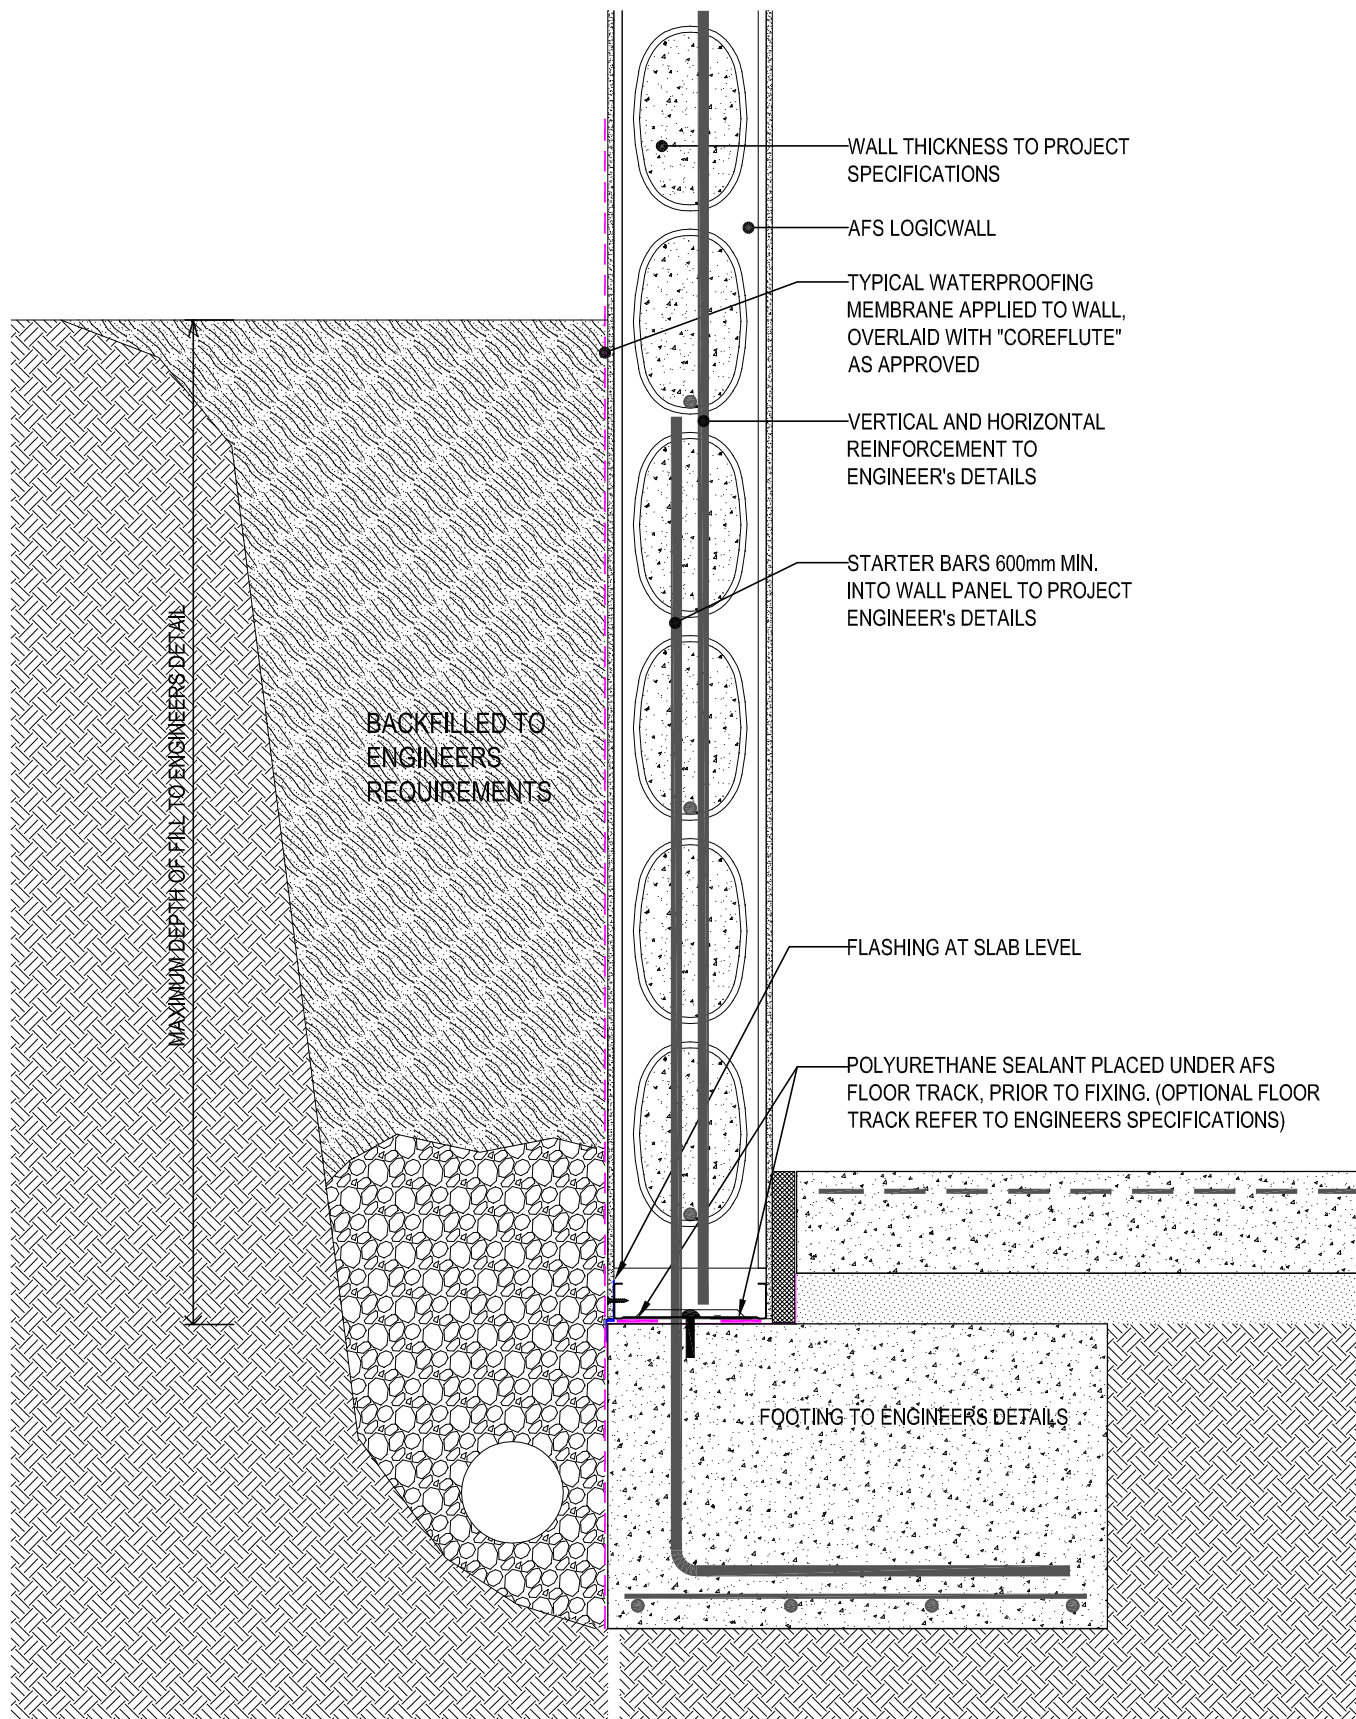 WALL THICKNESS TO PROJECT
SPECIFICATIONS
AFS LOGICWALL
TYPICAL WATERPROOFING
MEMBRANE APPLIED TO WALL,
OVERLAID WITH "COREFLUTE"
AS APPROVED
VERTICAL AND HORIZONTAL
REINFORCEMENT TO
ENGINEER's DETAILS
STARTER BARS 600mm MIN.
INTO WALL PANEL TO PROJECT
ENGINEER's DETAILS
MAXIMUM DEPTH OF FILL TO ENGINEERS DETAIL
BACKFILLED TO
ENGINEERS
REQUIREMENTS
FLASHING AT SLAB LEVEL
POLYURETHANE SEALANT PLACED UNDER AFS
FLOOR TRACK, PRIOR TO FIXING. (OPTIONAL FLOOR
TRACK REFER TO ENGINEERS SPECIFICATIONS)
FOOTING TO ENGINEERS DETAILS